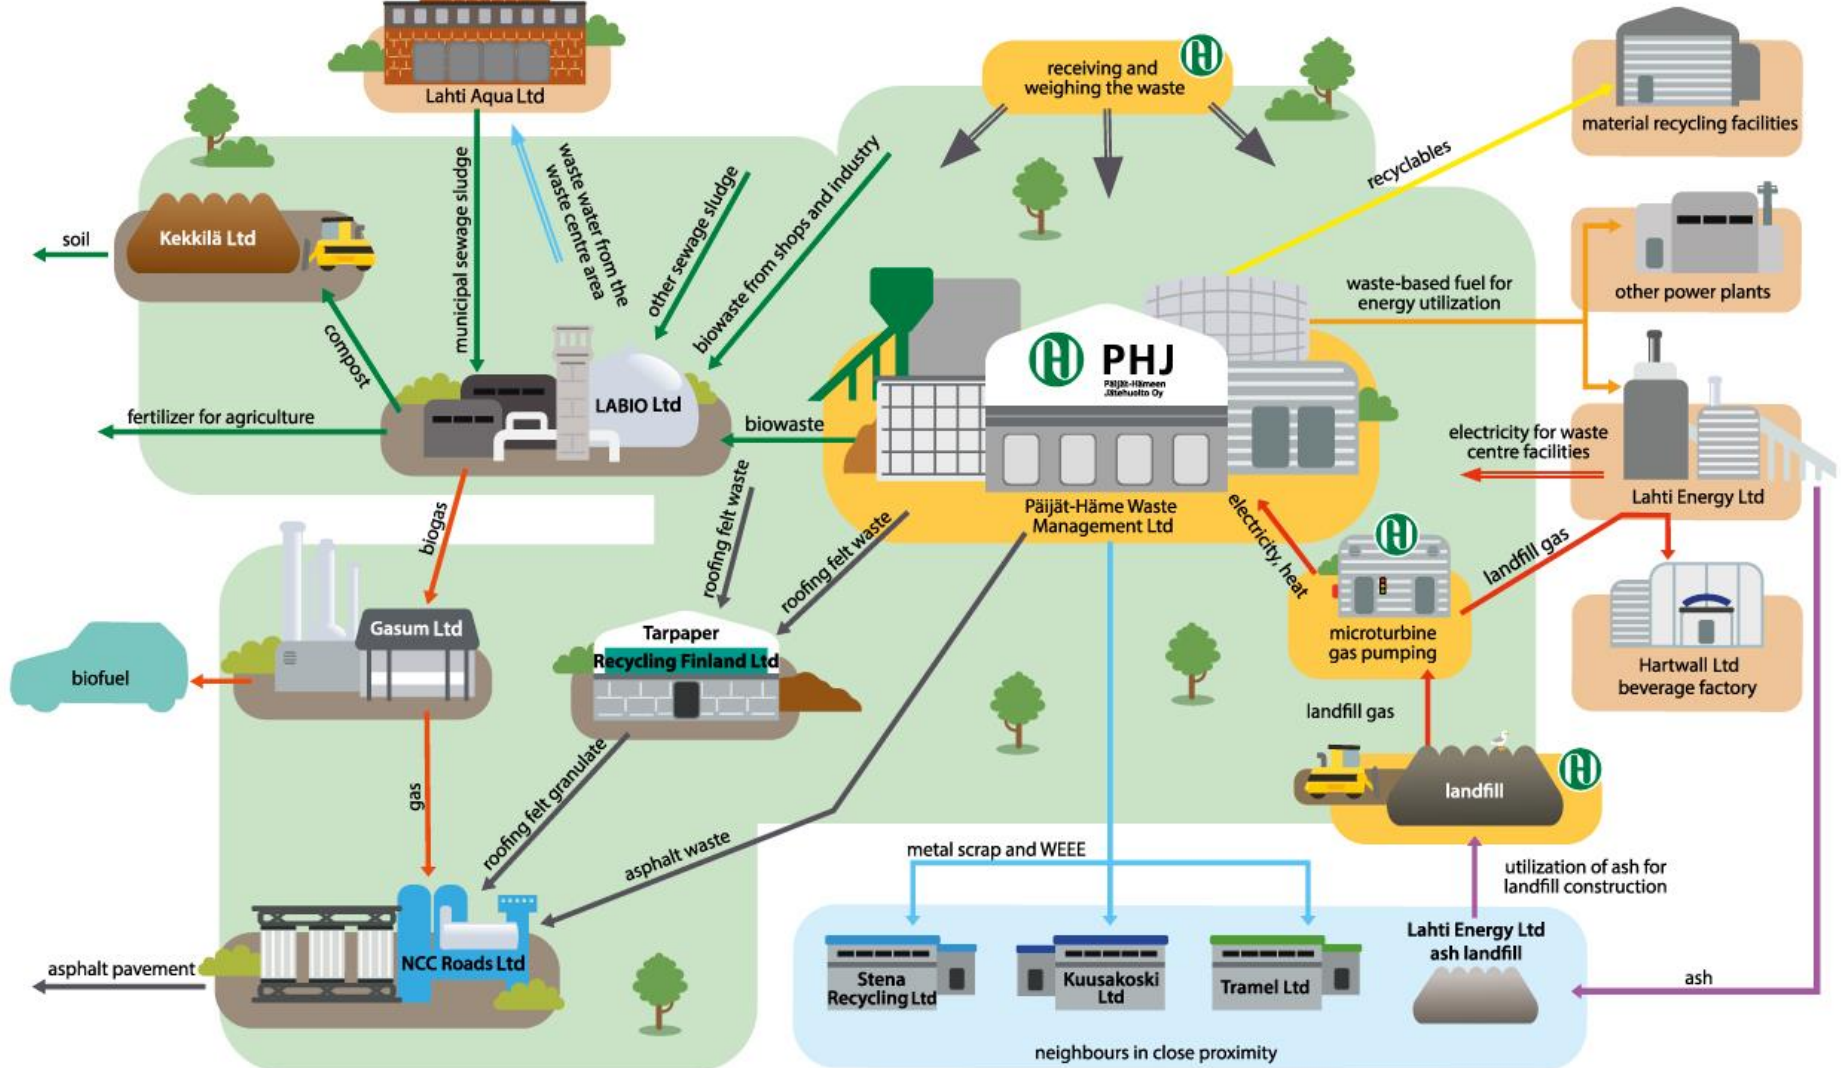 Lahti Aqua Ltd
receiving and
weighing the waste
material recycling facilities
recyclables
municipal sewage sludge
waste water from the
waste centre area
other sewage sludge
biowaste from shops and industry
soil
Kekkilä Ltd
compost
fertilizer for agriculture
LABIO Ltd
biowaste
PHJ
Päijät-Hämeen
Jätehuolto Oy
Päijät-Häme Waste
Management Ltd
waste-based fuel for
energy utilization
other power plants
electricity for waste
centre facilities
Lahti Energy Ltd
biogas
roofing felt waste
roofing felt waste
electricity, heat
landfill gas
microturbine
gas pumping
Hartwall Ltd
beverage factory
Gasum Ltd
biofuel
Tarpaper
Recycling Finland Ltd
landfill gas
landfill
gas
roofing felt granulate
asphalt waste
metal scrap and WEEE
utilization of ash for
landfill construction
asphalt pavement
NCC Roads Ltd
Stena
Recycling Ltd
Kuusakoski
Ltd
Tramel Ltd
Lahti Energy Ltd
ash landfill
ash
neighbours in close proximity